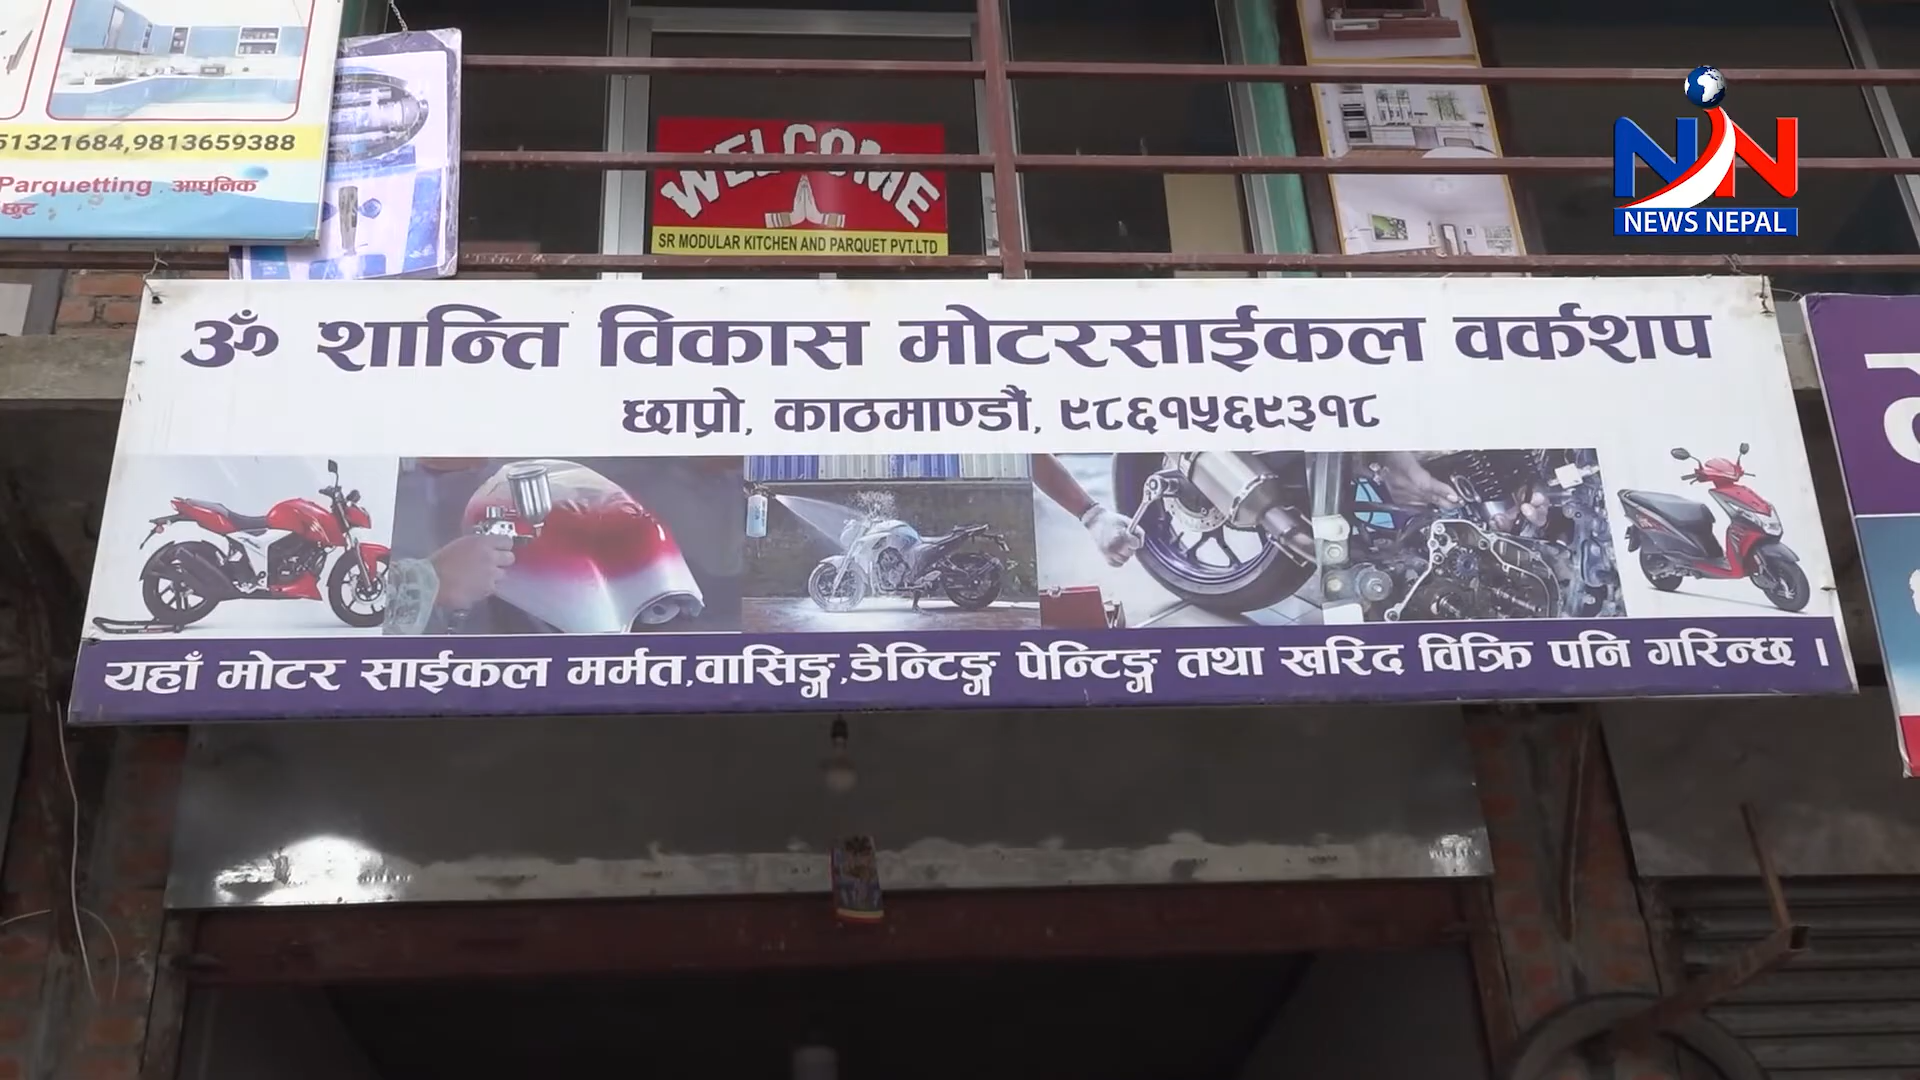 51321684,9813659388
Parquetting आधुनिक
छुट
WELCOME
SR MODULAR KITCHEN AND PARQUET PVT.LTD
NN
NEWS NEPAL
ॐ शान्ति विकास मोटरसाईकल वर्कशप
छाप्रो, काठमाण्डौं, ९८६१५६९३१८
यहाँ मोटर साईकल मर्मत,वासिङ्ग,डेन्टिङ्ग पेन्टिङ्ग तथा खरिद विक्रि पनि गरिन्छ ।